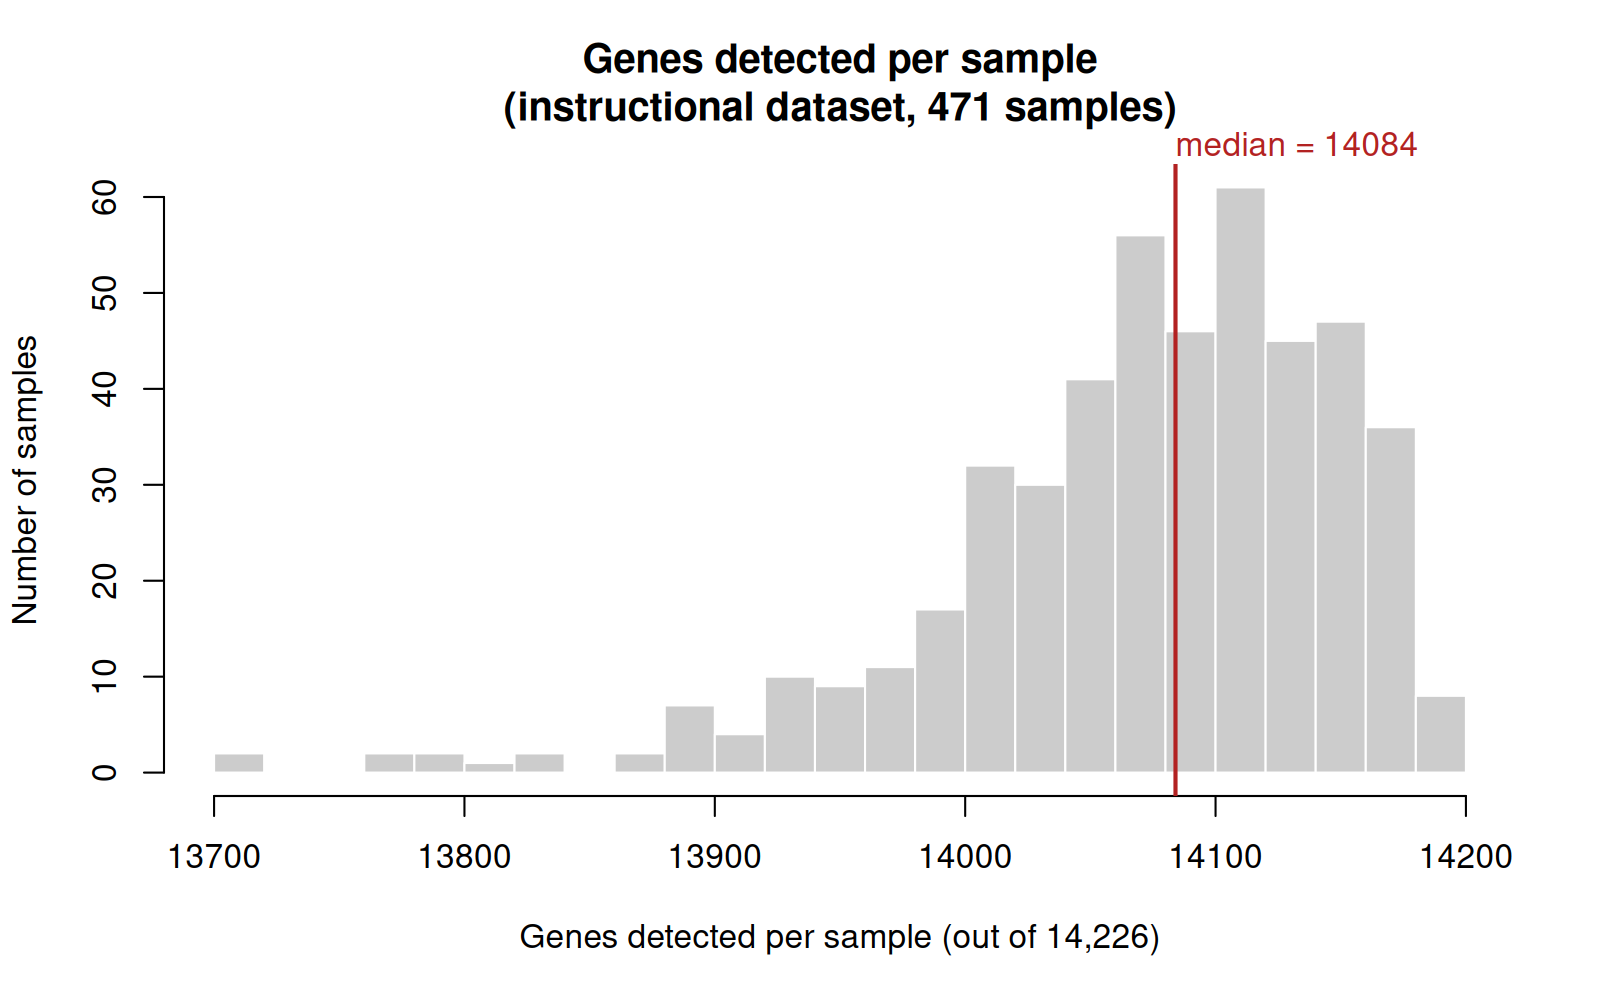 Genes detected per sample
(instructional dataset, 471 samples)
median = 14084
Number of samples
60
50
40
30
20
10
0
13700 13800 13900 14000 14100 14200
Genes detected per sample (out of 14,226)